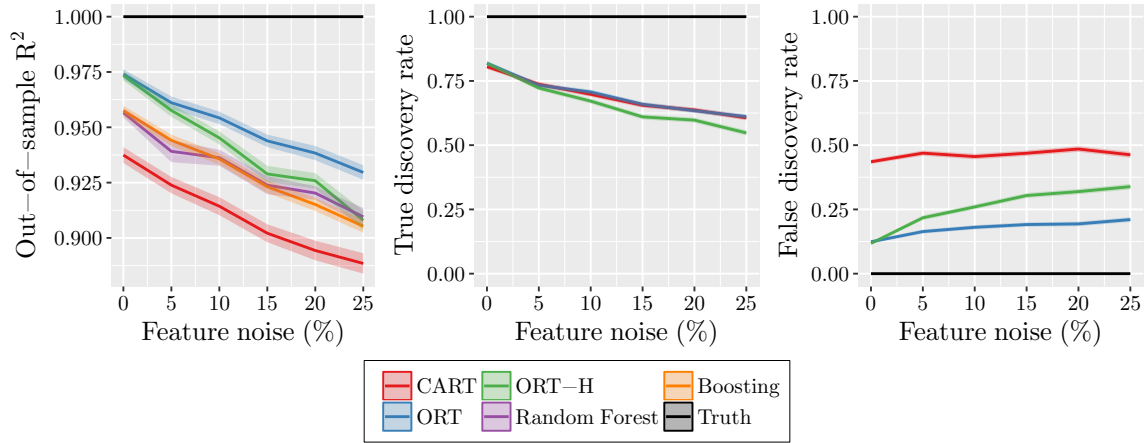 Out−of−sample R²
1.000
0.975
0.950
0.925
0.900
0 5 10 15 20 25
Feature noise (%)
True discovery rate
1.00
0.75
0.50
0.25
0.00
0 5 10 15 20 25
Feature noise (%)
False discovery rate
1.00
0.75
0.50
0.25
0.00
0 5 10 15 20 25
Feature noise (%)
CART ORT−H Boosting
ORT Random Forest Truth